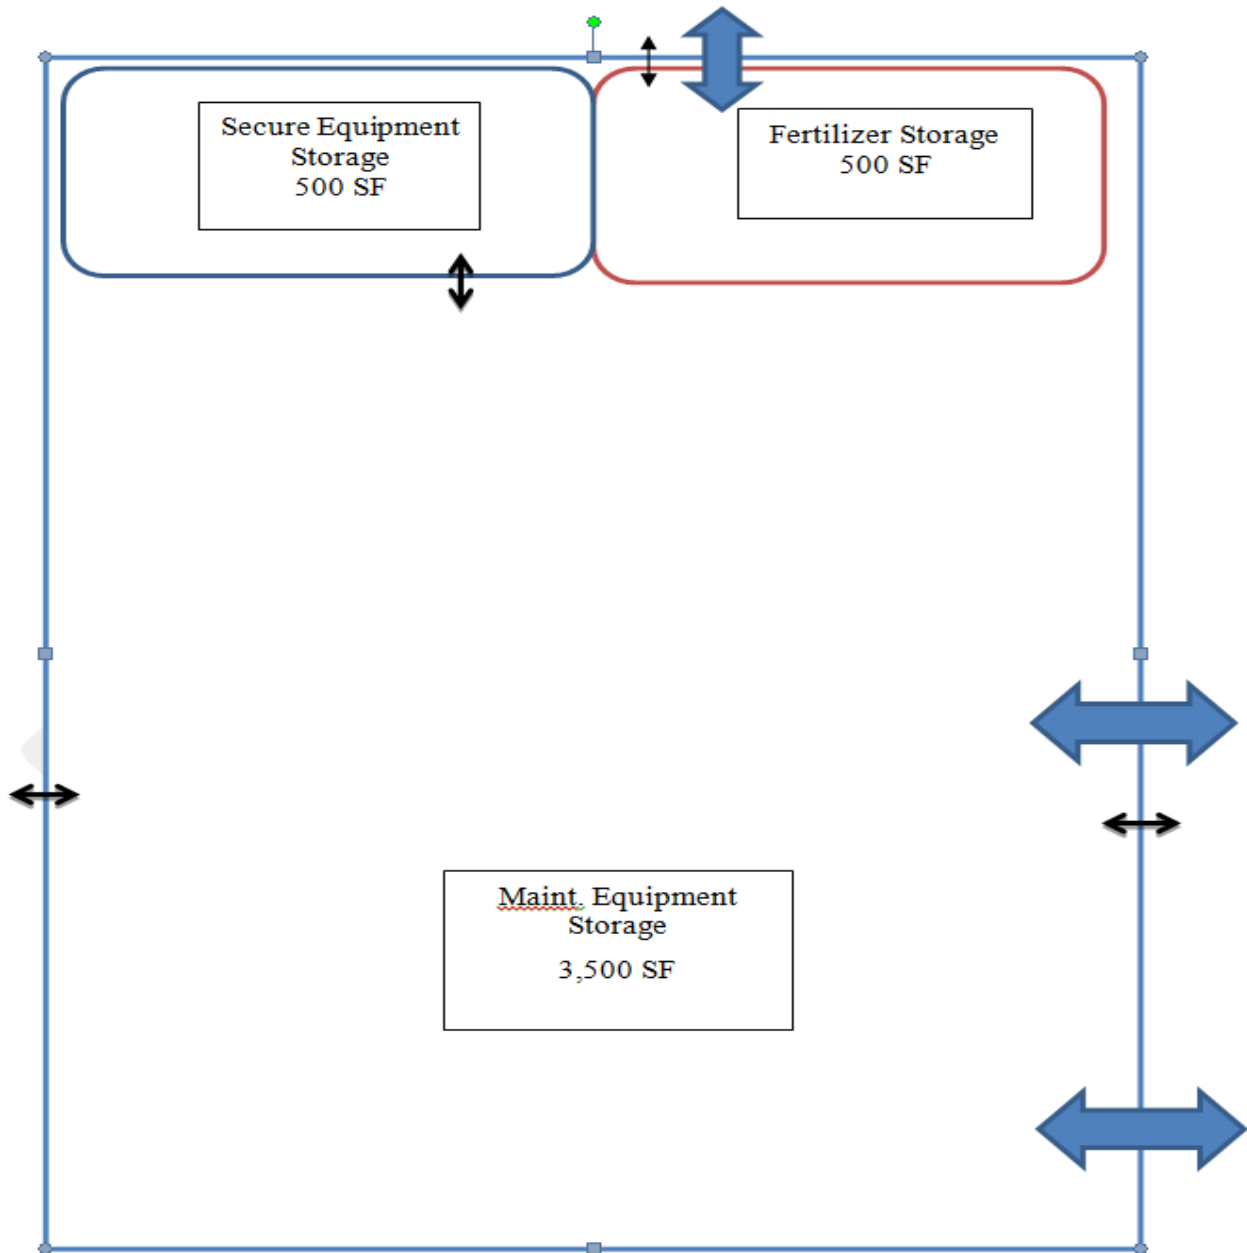 Secure Equipment
Storage
500 SF
Fertilizer Storage
500 SF
Maint. Equipment
Storage
3,500 SF